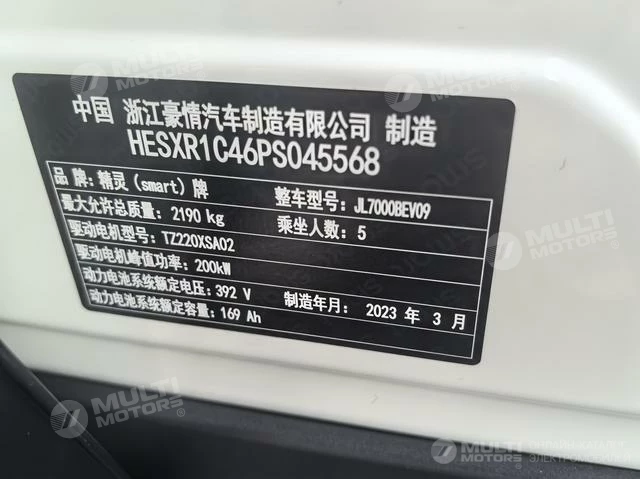 中国 浙江豪情汽车制造有限公司 制造
HESXR1C46PS045568
品牌:精灵(smart)牌 整车型号:JL7000BEV09
最大允许总质量:2190 kg 乘坐人数:5
驱动电机型号:TZ220XSA02
驱动电机峰值功率:200kW
动力电池系统额定电压:392 V 制造年月:2023 年 3 月
动力电池系统额定容量:169 Ah
MULTI MOTORS
MULTI MOTORS
MULTI MOTORS
MULTI MOTORS
MULTI MOTORS